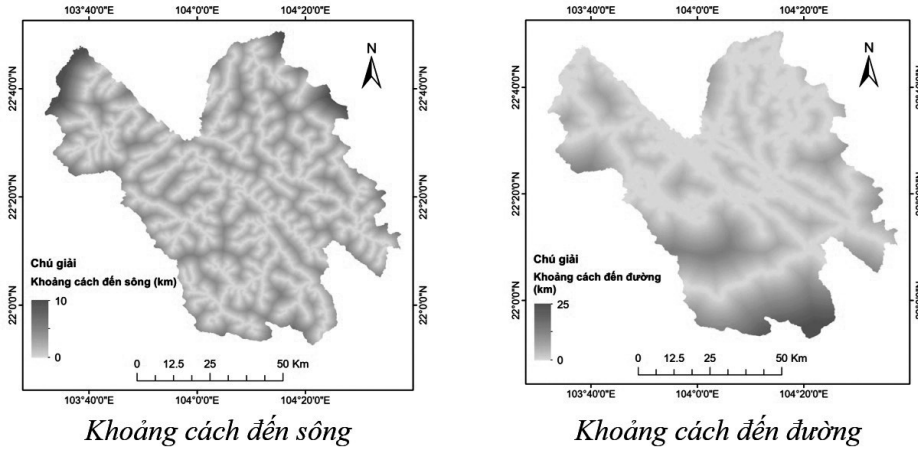 103°40'0"E 104°0'0"E 104°20'0"E
N
22°40'0"N
22°20'0"N
22°0'0"N
Chú giải
Khoảng cách đến sông (km)
10
0
0 12.5 25 50 Km
103°40'0"E 104°0'0"E 104°20'0"E
Khoảng cách đến sông
103°40'0"E 104°0'0"E 104°20'0"E
N
22°40'0"N
22°20'0"N
22°0'0"N
Chú giải
Khoảng cách đến đường
(km)
25
0
0 12.5 25 50 Km
103°40'0"E 104°0'0"E 104°20'0"E
Khoảng cách đến đường